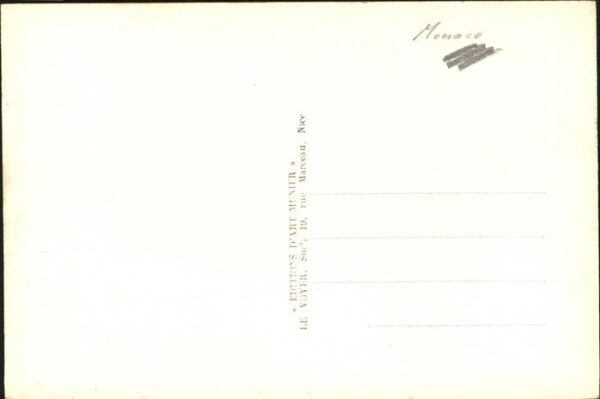 Monaco
« EDITIONS D'ART MUNIER »
LE VOYER, Sucr, 19, rue Marceau, Nice